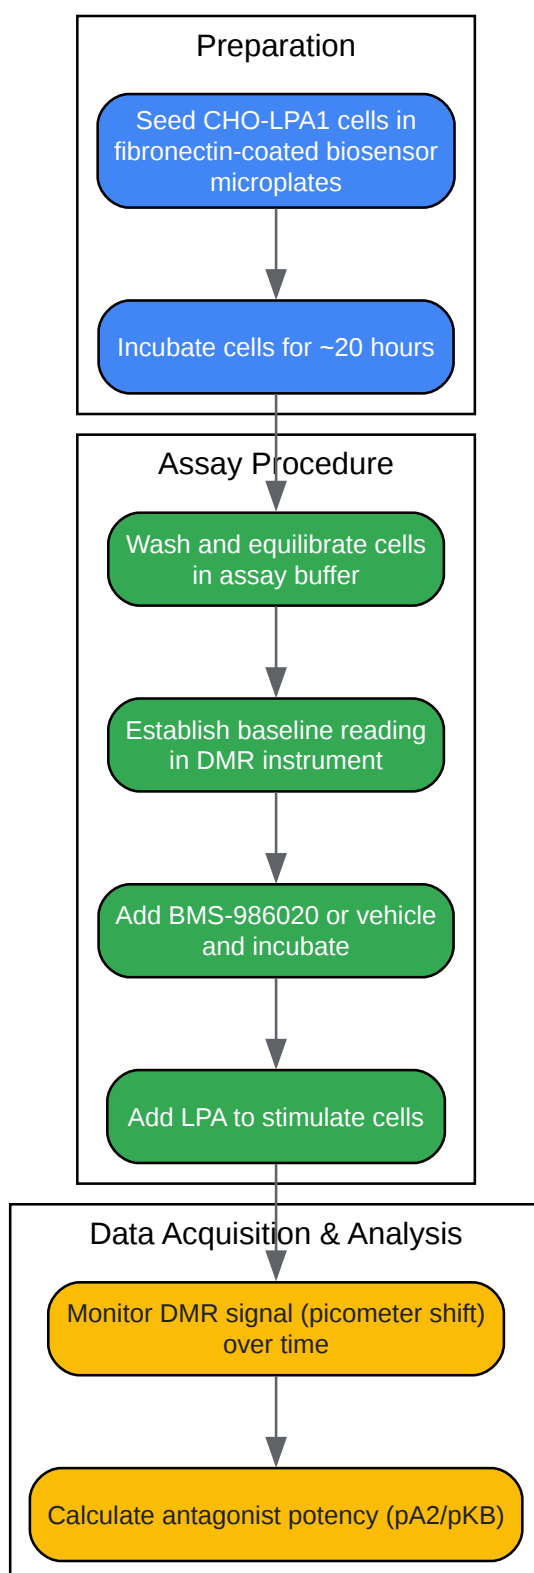 Preparation
Seed CHO-LPA1 cells in
fibronectin-coated biosensor
microplates
Incubate cells for ~20 hours
Assay Procedure
Wash and equilibrate cells
in assay buffer
Establish baseline reading
in DMR instrument
Add BMS-986020 or vehicle
and incubate
Add LPA to stimulate cells
Data Acquisition & Analysis
Monitor DMR signal (picometer shift)
over time
Calculate antagonist potency (pA2/pKB)